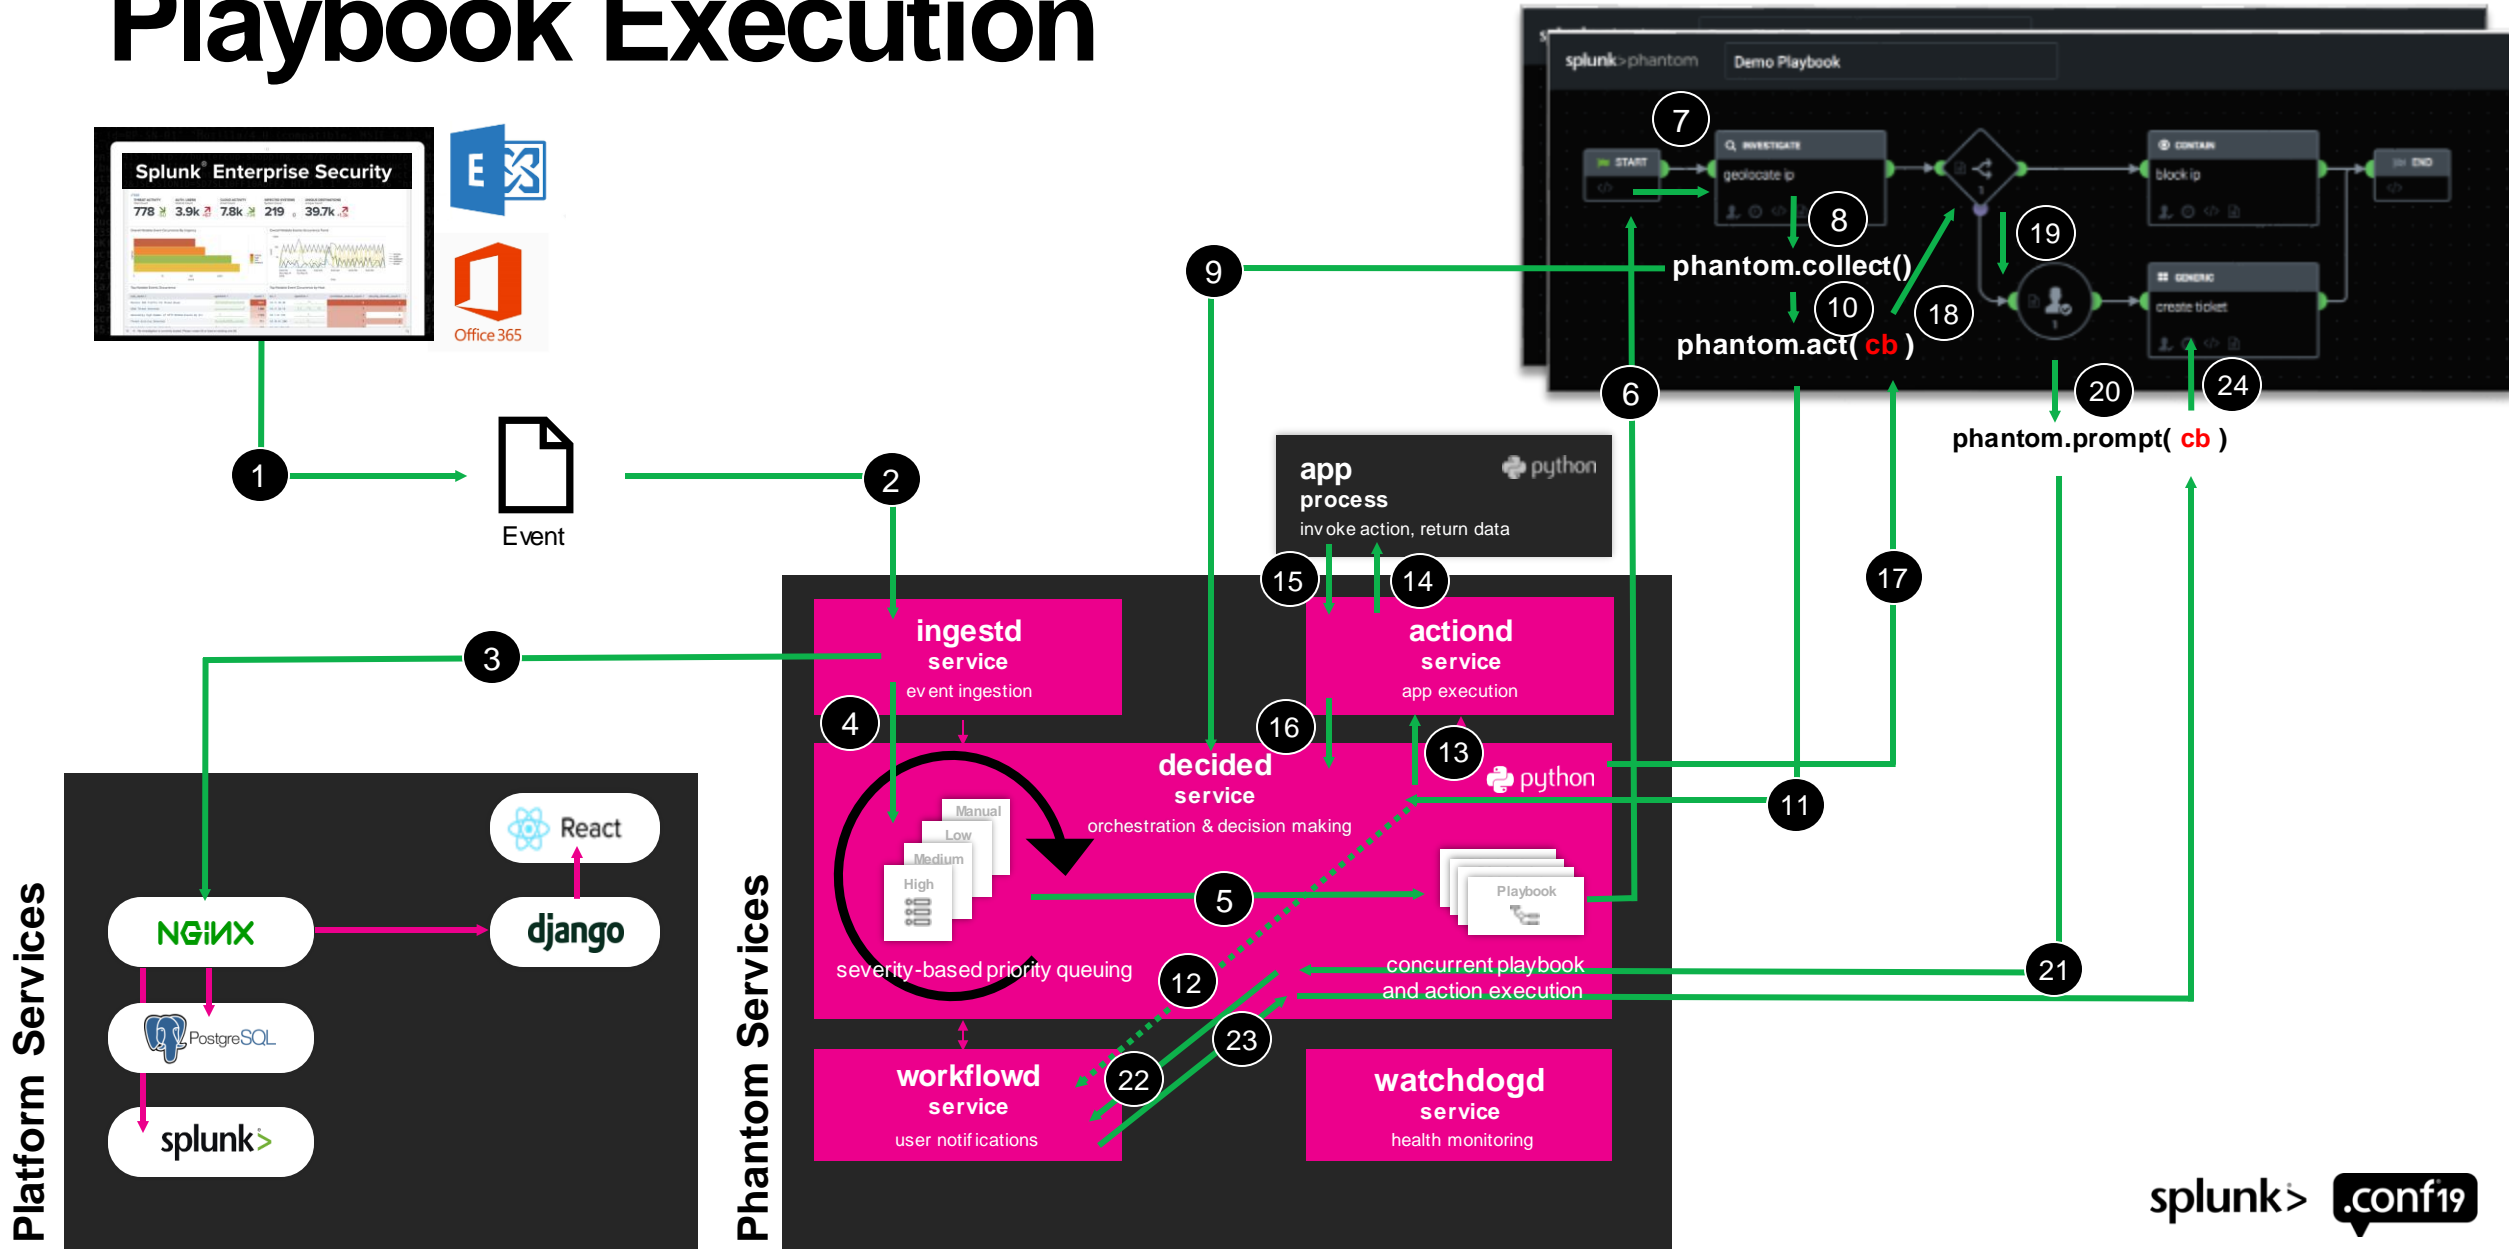 Playbook Execution
Splunk® Enterprise Security
778
3.9k
7.8k
219
39.7k
Office 365
Event
1
2
3
4
5
6
7
8
9
10
11
12
13
14
15
16
17
18
19
20
21
22
23
24
splunk>phantom
Demo Playbook
START
INVESTIGATE
geolocate ip
1
CONTAIN
block ip
END
GENERIC
create ticket
1
phantom.collect()
phantom.act( cb )
phantom.prompt( cb )
app
process
invoke action, return data
python
ingestd
service
event ingestion
actiond
service
app execution
decided
service
orchestration & decision making
python
Manual
Low
Medium
High
Playbook
severity-based priority queuing
concurrent playbook
and action execution
workflowd
service
user notifications
watchdogd
service
health monitoring
Platform Services
Phantom Services
React
NGINX
django
PostgreSQL
splunk>
splunk>
.conf19